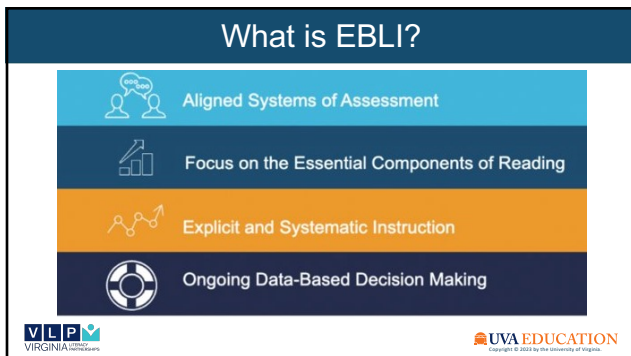 What is EBLI?
Aligned Systems of Assessment
Focus on the Essential Components of Reading
Explicit and Systematic Instruction
Ongoing Data-Based Decision Making
VLP
VIRGINIA LITERACY PARTNERSHIPS
UVA EDUCATION
Copyright © 2023 by the University of Virginia.